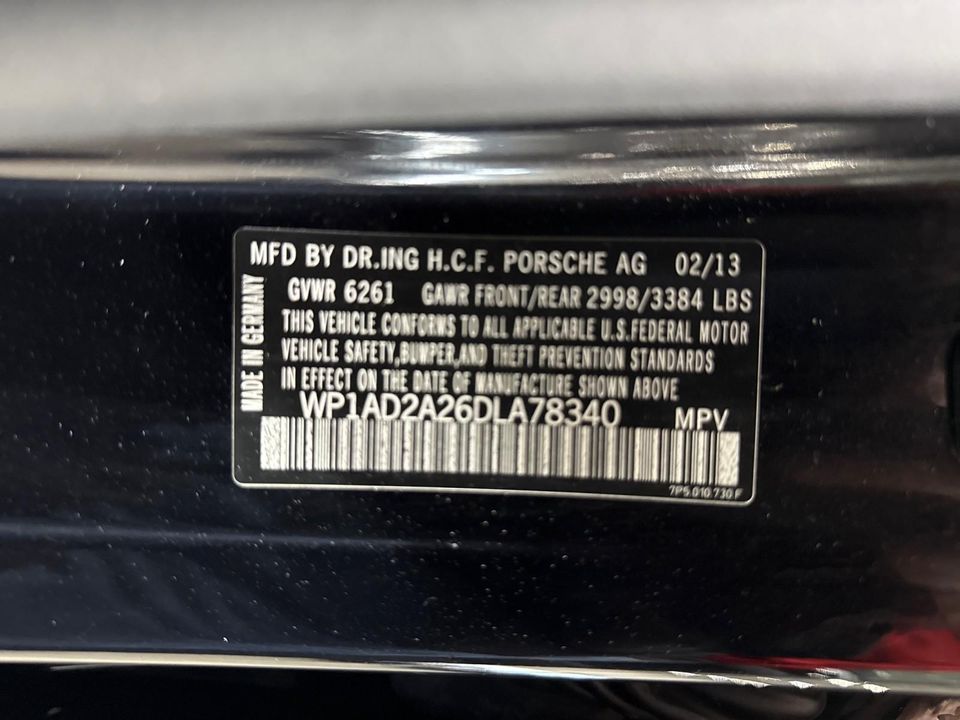 MFD BY DR.ING H.C.F. PORSCHE AG 02/13
GVWR 6261 GAWR FRONT/REAR 2998/3384 LBS
THIS VEHICLE CONFORMS TO ALL APPLICABLE U.S.FEDERAL MOTOR
VEHICLE SAFETY,BUMPER,AND THEFT PREVENTION STANDARDS
IN EFFECT ON THE DATE OF MANUFACTURE SHOWN ABOVE
WP1AD2A26DLA78340 MPV
7P5.010.730 F
MADE IN GERMANY